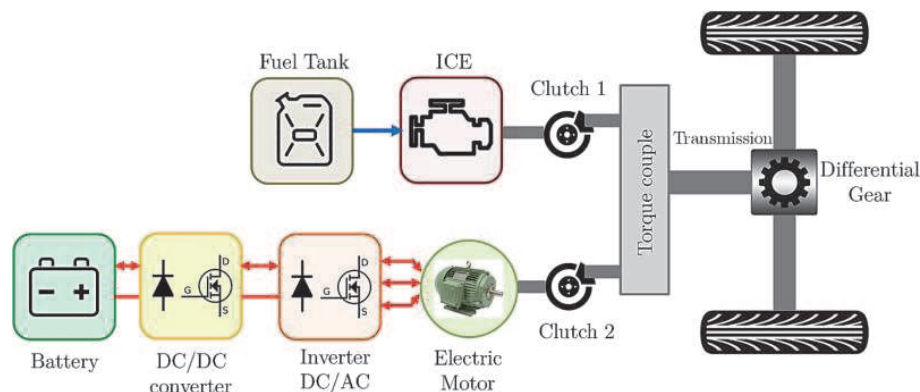 Fuel Tank
ICE
Clutch 1
Torque couple
Transmission
Differential
Gear
D
G
S
D
G
S
Clutch 2
Battery
DC/DC
converter
Inverter
DC/AC
Electric
Motor